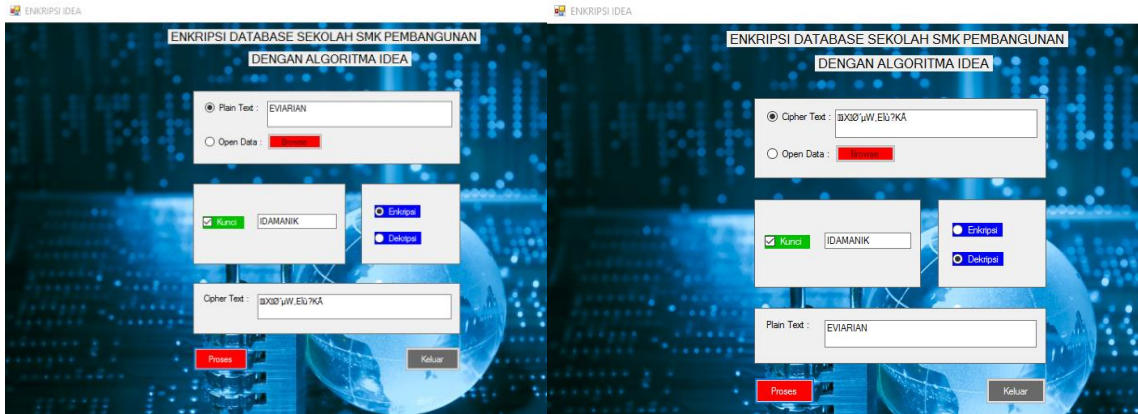 ENKRIPSI IDEA
ENKRIPSI DATABASE SEKOLAH SMK PEMBANGUNAN
DENGAN ALGORITMA IDEA
Plain Text :
EVIARIAN
Open Data :
Browse
Kunci
IDAMANIK
Enkripsi
Dekripsi
Cipher Text :
Proses
Keluar
ENKRIPSI IDEA
ENKRIPSI DATABASE SEKOLAH SMK PEMBANGUNAN
DENGAN ALGORITMA IDEA
Cipher Text :
Open Data :
Browse
Kunci
IDAMANIK
Enkripsi
Dekripsi
Plain Text :
EVIARIAN
Proses
Keluar